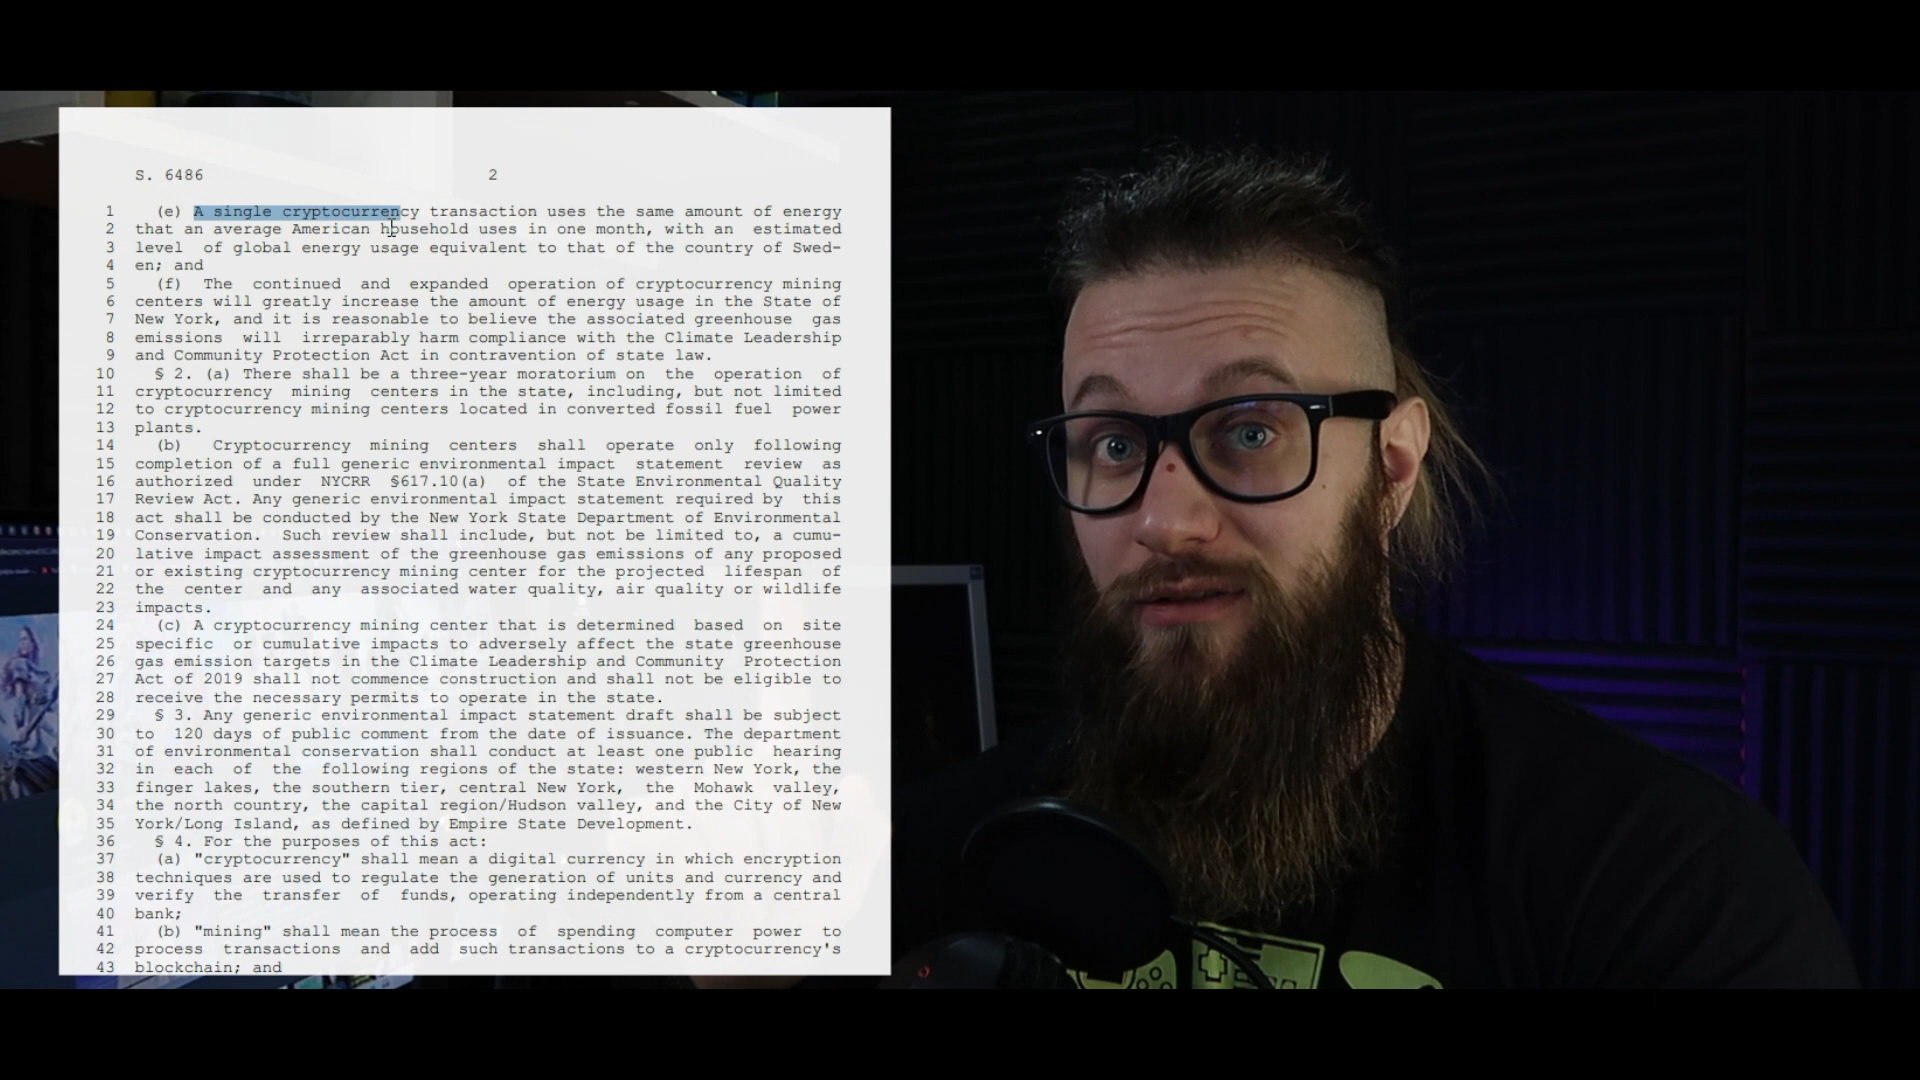 S. 6486 2
1 (e) A single cryptocurrency transaction uses the same amount of energy
2 that an average American household uses in one month, with an estimated
3 level of global energy usage equivalent to that of the country of Swed-
4 en; and
5 (f) The continued and expanded operation of cryptocurrency mining
6 centers will greatly increase the amount of energy usage in the State of
7 New York, and it is reasonable to believe the associated greenhouse gas
8 emissions will irreparably harm compliance with the Climate Leadership
9 and Community Protection Act in contravention of state law.
10 § 2. (a) There shall be a three-year moratorium on the operation of
11 cryptocurrency mining centers in the state, including, but not limited
12 to cryptocurrency mining centers located in converted fossil fuel power
13 plants.
14 (b) Cryptocurrency mining centers shall operate only following
15 completion of a full generic environmental impact statement review as
16 authorized under NYCRR §617.10(a) of the State Environmental Quality
17 Review Act. Any generic environmental impact statement required by this
18 act shall be conducted by the New York State Department of Environmental
19 Conservation. Such review shall include, but not be limited to, a cumu-
20 lative impact assessment of the greenhouse gas emissions of any proposed
21 or existing cryptocurrency mining center for the projected lifespan of
22 the center and any associated water quality, air quality or wildlife
23 impacts.
24 (c) A cryptocurrency mining center that is determined based on site
25 specific or cumulative impacts to adversely affect the state greenhouse
26 gas emission targets in the Climate Leadership and Community Protection
27 Act of 2019 shall not commence construction and shall not be eligible to
28 receive the necessary permits to operate in the state.
29 § 3. Any generic environmental impact statement draft shall be subject
30 to 120 days of public comment from the date of issuance. The department
31 of environmental conservation shall conduct at least one public hearing
32 in each of the following regions of the state: western New York, the
33 finger lakes, the southern tier, central New York, the Mohawk valley,
34 the north country, the capital region/Hudson valley, and the City of New
35 York/Long Island, as defined by Empire State Development.
36 § 4. For the purposes of this act:
37 (a) "cryptocurrency" shall mean a digital currency in which encryption
38 techniques are used to regulate the generation of units and currency and
39 verify the transfer of funds, operating independently from a central
40 bank;
41 (b) "mining" shall mean the process of spending computer power to
42 process transactions and add such transactions to a cryptocurrency's
43 blockchain; and